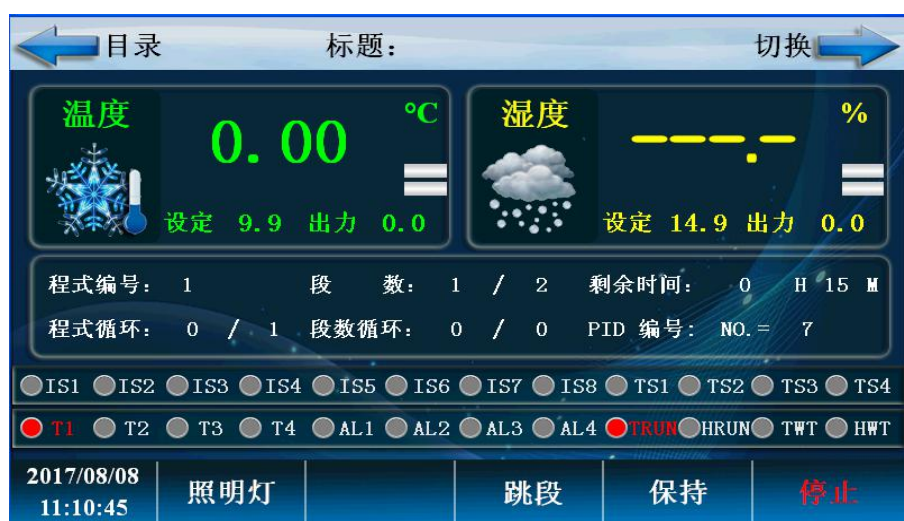 目录 标题： 切换
温度 0.00 ℃ 湿度 ---.- %
设定 9.9 出力 0.0 设定 14.9 出力 0.0
程式编号： 1 段 数： 1 / 2 剩余时间： 0 H 15 M
程式循环： 0 / 1 段数循环： 0 / 0 PID 编号： NO.= 7
IS1 IS2 IS3 IS4 IS5 IS6 IS7 IS8 TS1 TS2 TS3 TS4
T1 T2 T3 T4 AL1 AL2 AL3 AL4 TRUN HRUN TWT HWT
2017/08/08
11:10:45 照明灯 跳段 保持 停止